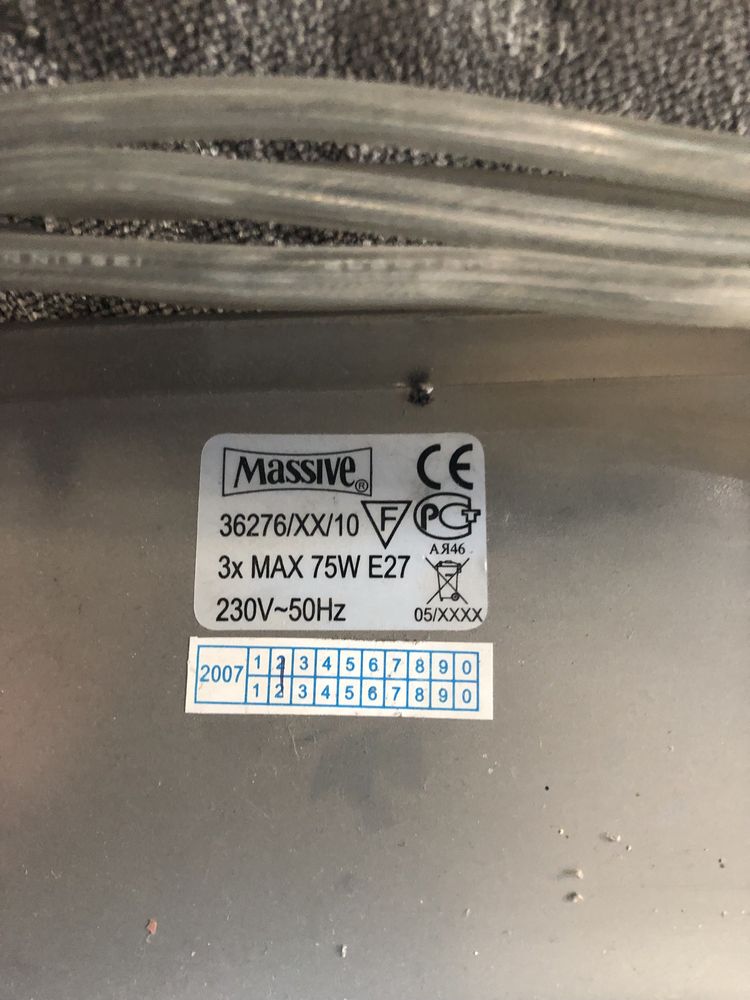 Massive ® CE
36276/XX/10 F PCT
АЯ46
3x MAX 75W E27
230V~50Hz 05/XXXX
2007 1 2 3 4 5 6 7 8 9 0
1 2 3 4 5 6 7 8 9 0